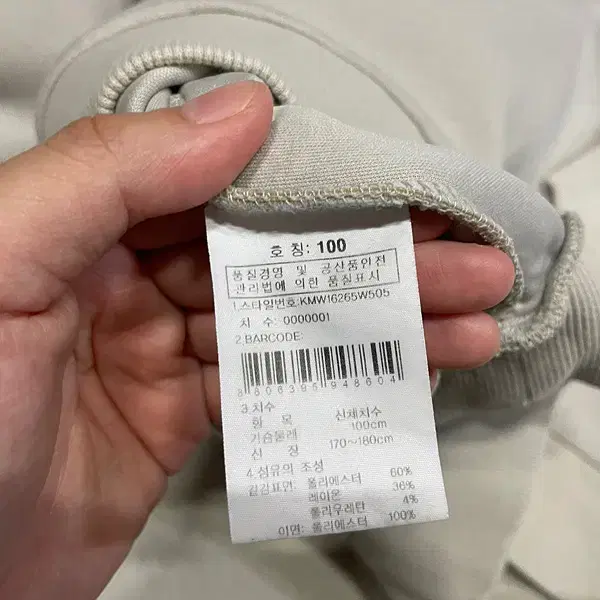 호 칭: 100
품질경영 및 공산품안전
관리법에 의한 품질표시
1.스타일번호:KMW16265W505
치 수: 0000001
2.BARCODE:
8806395948604
3.치수
항 목 신체치수
가슴둘레 100cm
신 장 170~180cm
4.섬유의 조성
겉감표면: 폴리에스터 60%
레이온 36%
폴리우레탄 4%
이면: 폴리에스터 100%